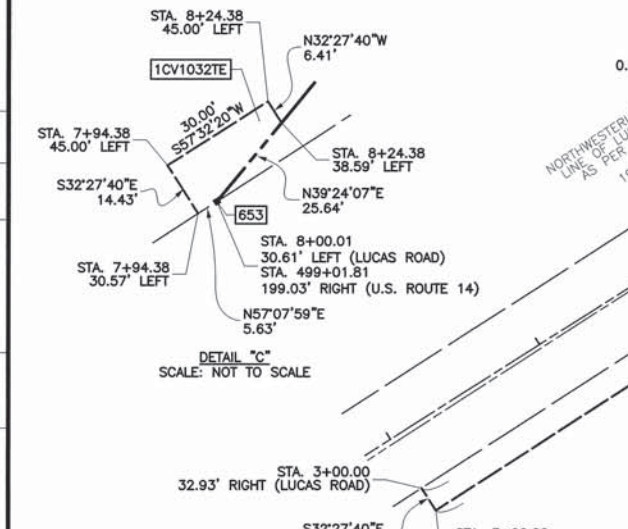 STA. 8+24.38
45.00' LEFT
N32°27'40"W
6.41'
1CV1032TE
0.
30.00'
S57°32'20"W
STA. 7+94.38
45.00' LEFT
STA. 8+24.38
38.59' LEFT
NORTHWESTERL
LINE OF LU
AS PER
S32°27'40"E
14.43'
N39°24'07"E
25.64'
653
STA. 8+00.01
30.61' LEFT (LUCAS ROAD)
STA. 499+01.81
199.03' RIGHT (U.S. ROUTE 14)
STA. 7+94.38
30.57' LEFT
N57°07'59"E
5.63'
DETAIL "C"
SCALE: NOT TO SCALE
STA. 3+00.00
32.93' RIGHT (LUCAS ROAD)
S32°27'40"E